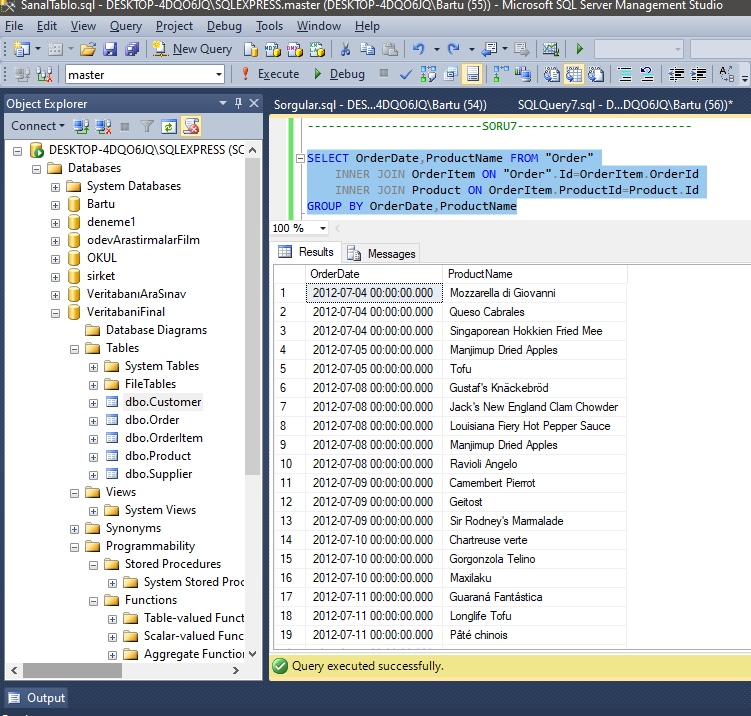 SanalTablo.sql - DESKTOP-4DQO6JQ\SQLEXPRESS.master (DESKTOP-4DQO6JQ\Bartu (55)) - Microsoft SQL Server Management Studio
File Edit View Query Project Debug Tools Window Help
New Query
master Execute Debug
Object Explorer
Connect
DESKTOP-4DQO6JQ\SQLEXPRESS (SC
Databases
System Databases
Bartu
deneme1
odevArastirmalarFilm
OKUL
sirket
VeritabanıAraSınav
VeritabaniFinal
Database Diagrams
Tables
System Tables
FileTables
dbo.Customer
dbo.Order
dbo.OrderItem
dbo.Product
dbo.Supplier
Views
System Views
Synonyms
Programmability
Stored Procedures
System Stored Proc
Functions
Table-valued Funct
Scalar-valued Func
Aggregate Function
Sorgular.sql - DES...4DQO6JQ\Bartu (54)) SQLQuery7.sql - D...DQO6JQ\Bartu (56))*
-------------------------SORU7-------------------------
SELECT OrderDate,ProductName FROM "Order"
INNER JOIN OrderItem ON "Order".Id=OrderItem.OrderId
INNER JOIN Product ON OrderItem.ProductId=Product.Id
GROUP BY OrderDate,ProductName
100 %
Results Messages
OrderDate ProductName
1 2012-07-04 00:00:00.000 Mozzarella di Giovanni
2 2012-07-04 00:00:00.000 Queso Cabrales
3 2012-07-04 00:00:00.000 Singaporean Hokkien Fried Mee
4 2012-07-05 00:00:00.000 Manjimup Dried Apples
5 2012-07-05 00:00:00.000 Tofu
6 2012-07-08 00:00:00.000 Gustaf's Knäckebröd
7 2012-07-08 00:00:00.000 Jack's New England Clam Chowder
8 2012-07-08 00:00:00.000 Louisiana Fiery Hot Pepper Sauce
9 2012-07-08 00:00:00.000 Manjimup Dried Apples
10 2012-07-08 00:00:00.000 Ravioli Angelo
11 2012-07-09 00:00:00.000 Camembert Pierrot
12 2012-07-09 00:00:00.000 Geitost
13 2012-07-09 00:00:00.000 Sir Rodney's Marmalade
14 2012-07-10 00:00:00.000 Chartreuse verte
15 2012-07-10 00:00:00.000 Gorgonzola Telino
16 2012-07-10 00:00:00.000 Maxilaku
17 2012-07-11 00:00:00.000 Guaraná Fantástica
18 2012-07-11 00:00:00.000 Longlife Tofu
19 2012-07-11 00:00:00.000 Pâté chinois
Query executed successfully.
Output